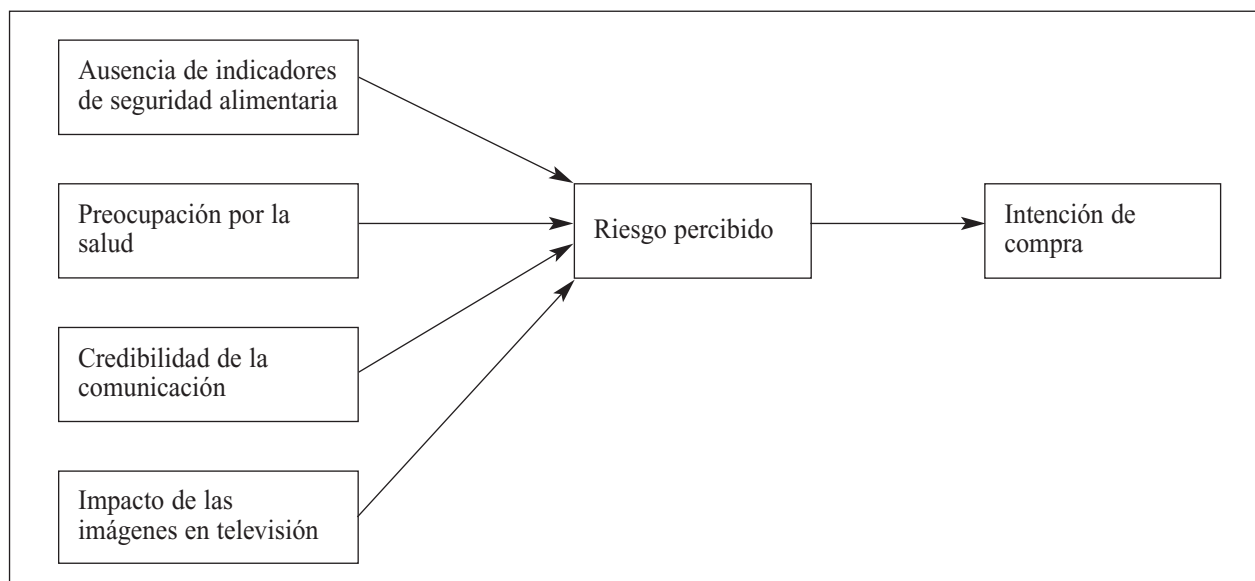 Ausencia de indicadores
de seguridad alimentaria
Preocupación por la
salud
Credibilidad de la
comunicación
Impacto de las
imágenes en televisión
Riesgo percibido
Intención de
compra